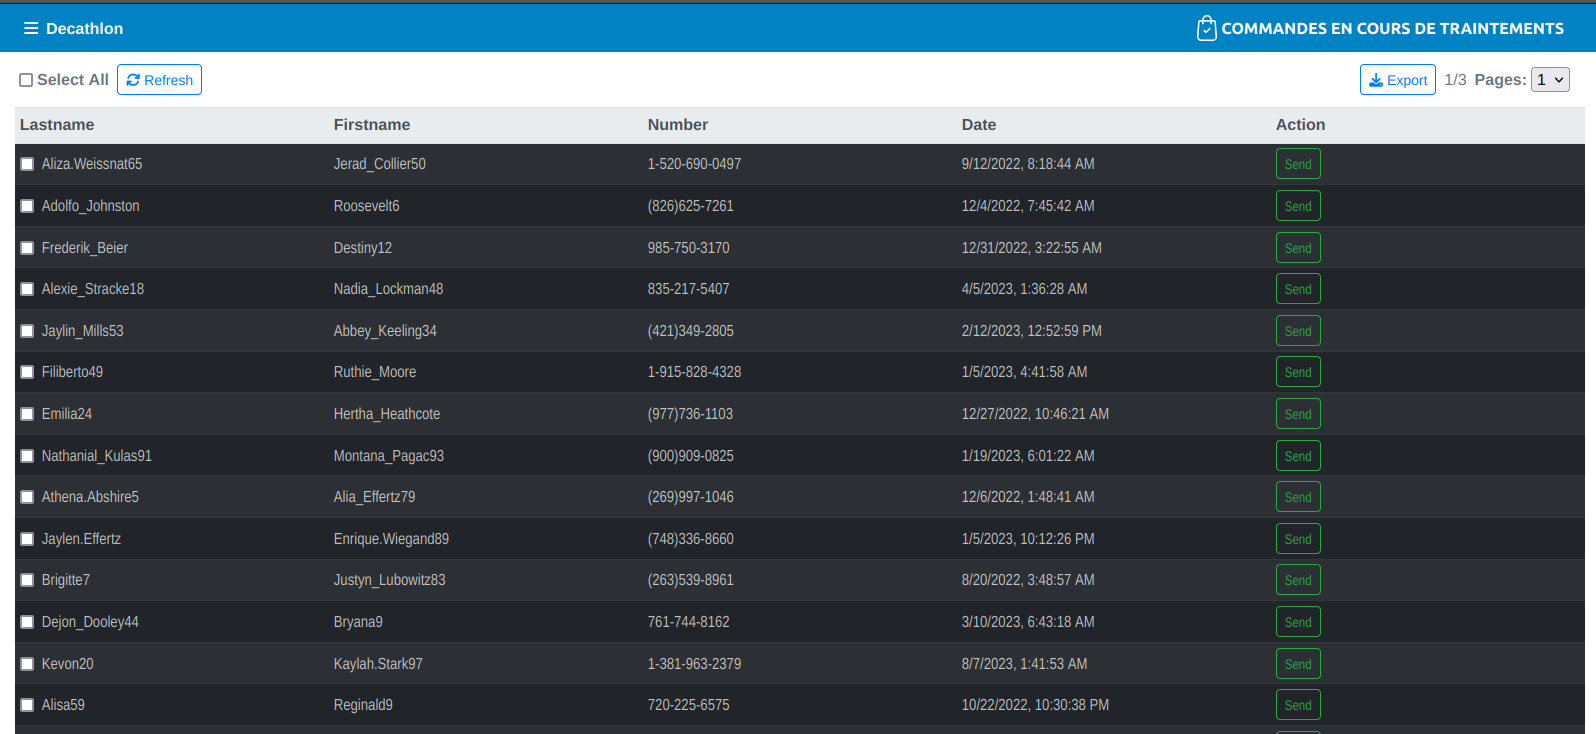 Decathlon COMMANDES EN COURS DE TRAINTEMENTS
Select All Refresh Export 1/3 Pages: 1
Lastname Firstname Number Date Action
Aliza.Weissnat65 Jerad_Collier50 1-520-690-0497 9/12/2022, 8:18:44 AM Send
Adolfo_Johnston Roosevelt6 (826)625-7261 12/4/2022, 7:45:42 AM Send
Frederik_Beier Destiny12 985-750-3170 12/31/2022, 3:22:55 AM Send
Alexie_Stracke18 Nadia_Lockman48 835-217-5407 4/5/2023, 1:36:28 AM Send
Jaylin_Mills53 Abbey_Keeling34 (421)349-2805 2/12/2023, 12:52:59 PM Send
Filiberto49 Ruthie_Moore 1-915-828-4328 1/5/2023, 4:41:58 AM Send
Emilia24 Hertha_Heathcote (977)736-1103 12/27/2022, 10:46:21 AM Send
Nathanial_Kulas91 Montana_Pagac93 (900)909-0825 1/19/2023, 6:01:22 AM Send
Athena.Abshire5 Alia_Effertz79 (269)997-1046 12/6/2022, 1:48:41 AM Send
Jaylen.Effertz Enrique.Wiegand89 (748)336-8660 1/5/2023, 10:12:26 PM Send
Brigitte7 Justyn_Lubowitz83 (263)539-8961 8/20/2022, 3:48:57 AM Send
Dejon_Dooley44 Bryana9 761-744-8162 3/10/2023, 6:43:18 AM Send
Kevon20 Kaylah.Stark97 1-381-963-2379 8/7/2023, 1:41:53 AM Send
Alisa59 Reginald9 720-225-6575 10/22/2022, 10:30:38 PM Send